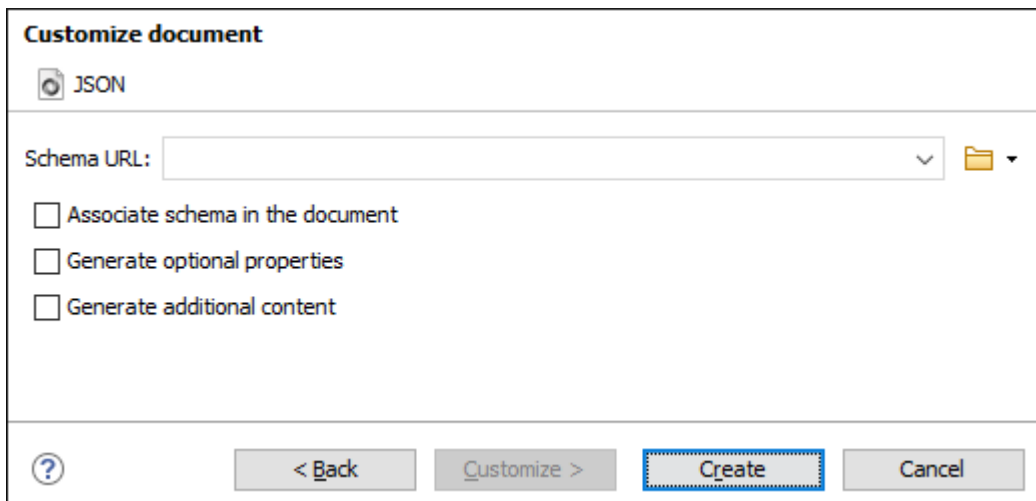 Customize document
JSON
Schema URL:
Associate schema in the document
Generate optional properties
Generate additional content
? < Back Customize > Create Cancel